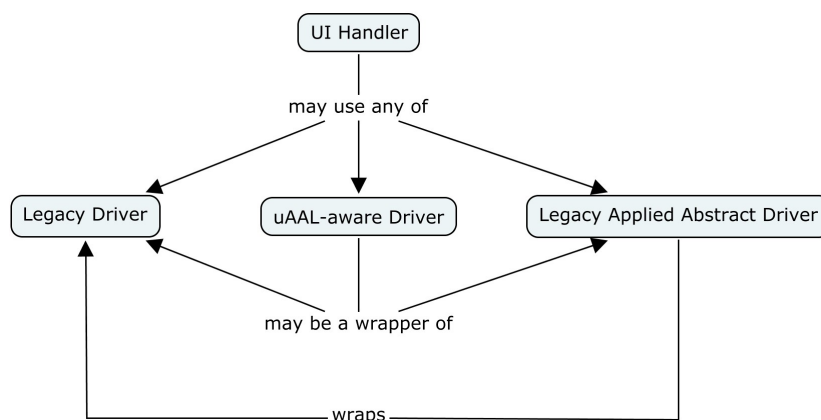 UI Handler
may use any of
Legacy Driver
uAAL-aware Driver
Legacy Applied Abstract Driver
may be a wrapper of
wraps